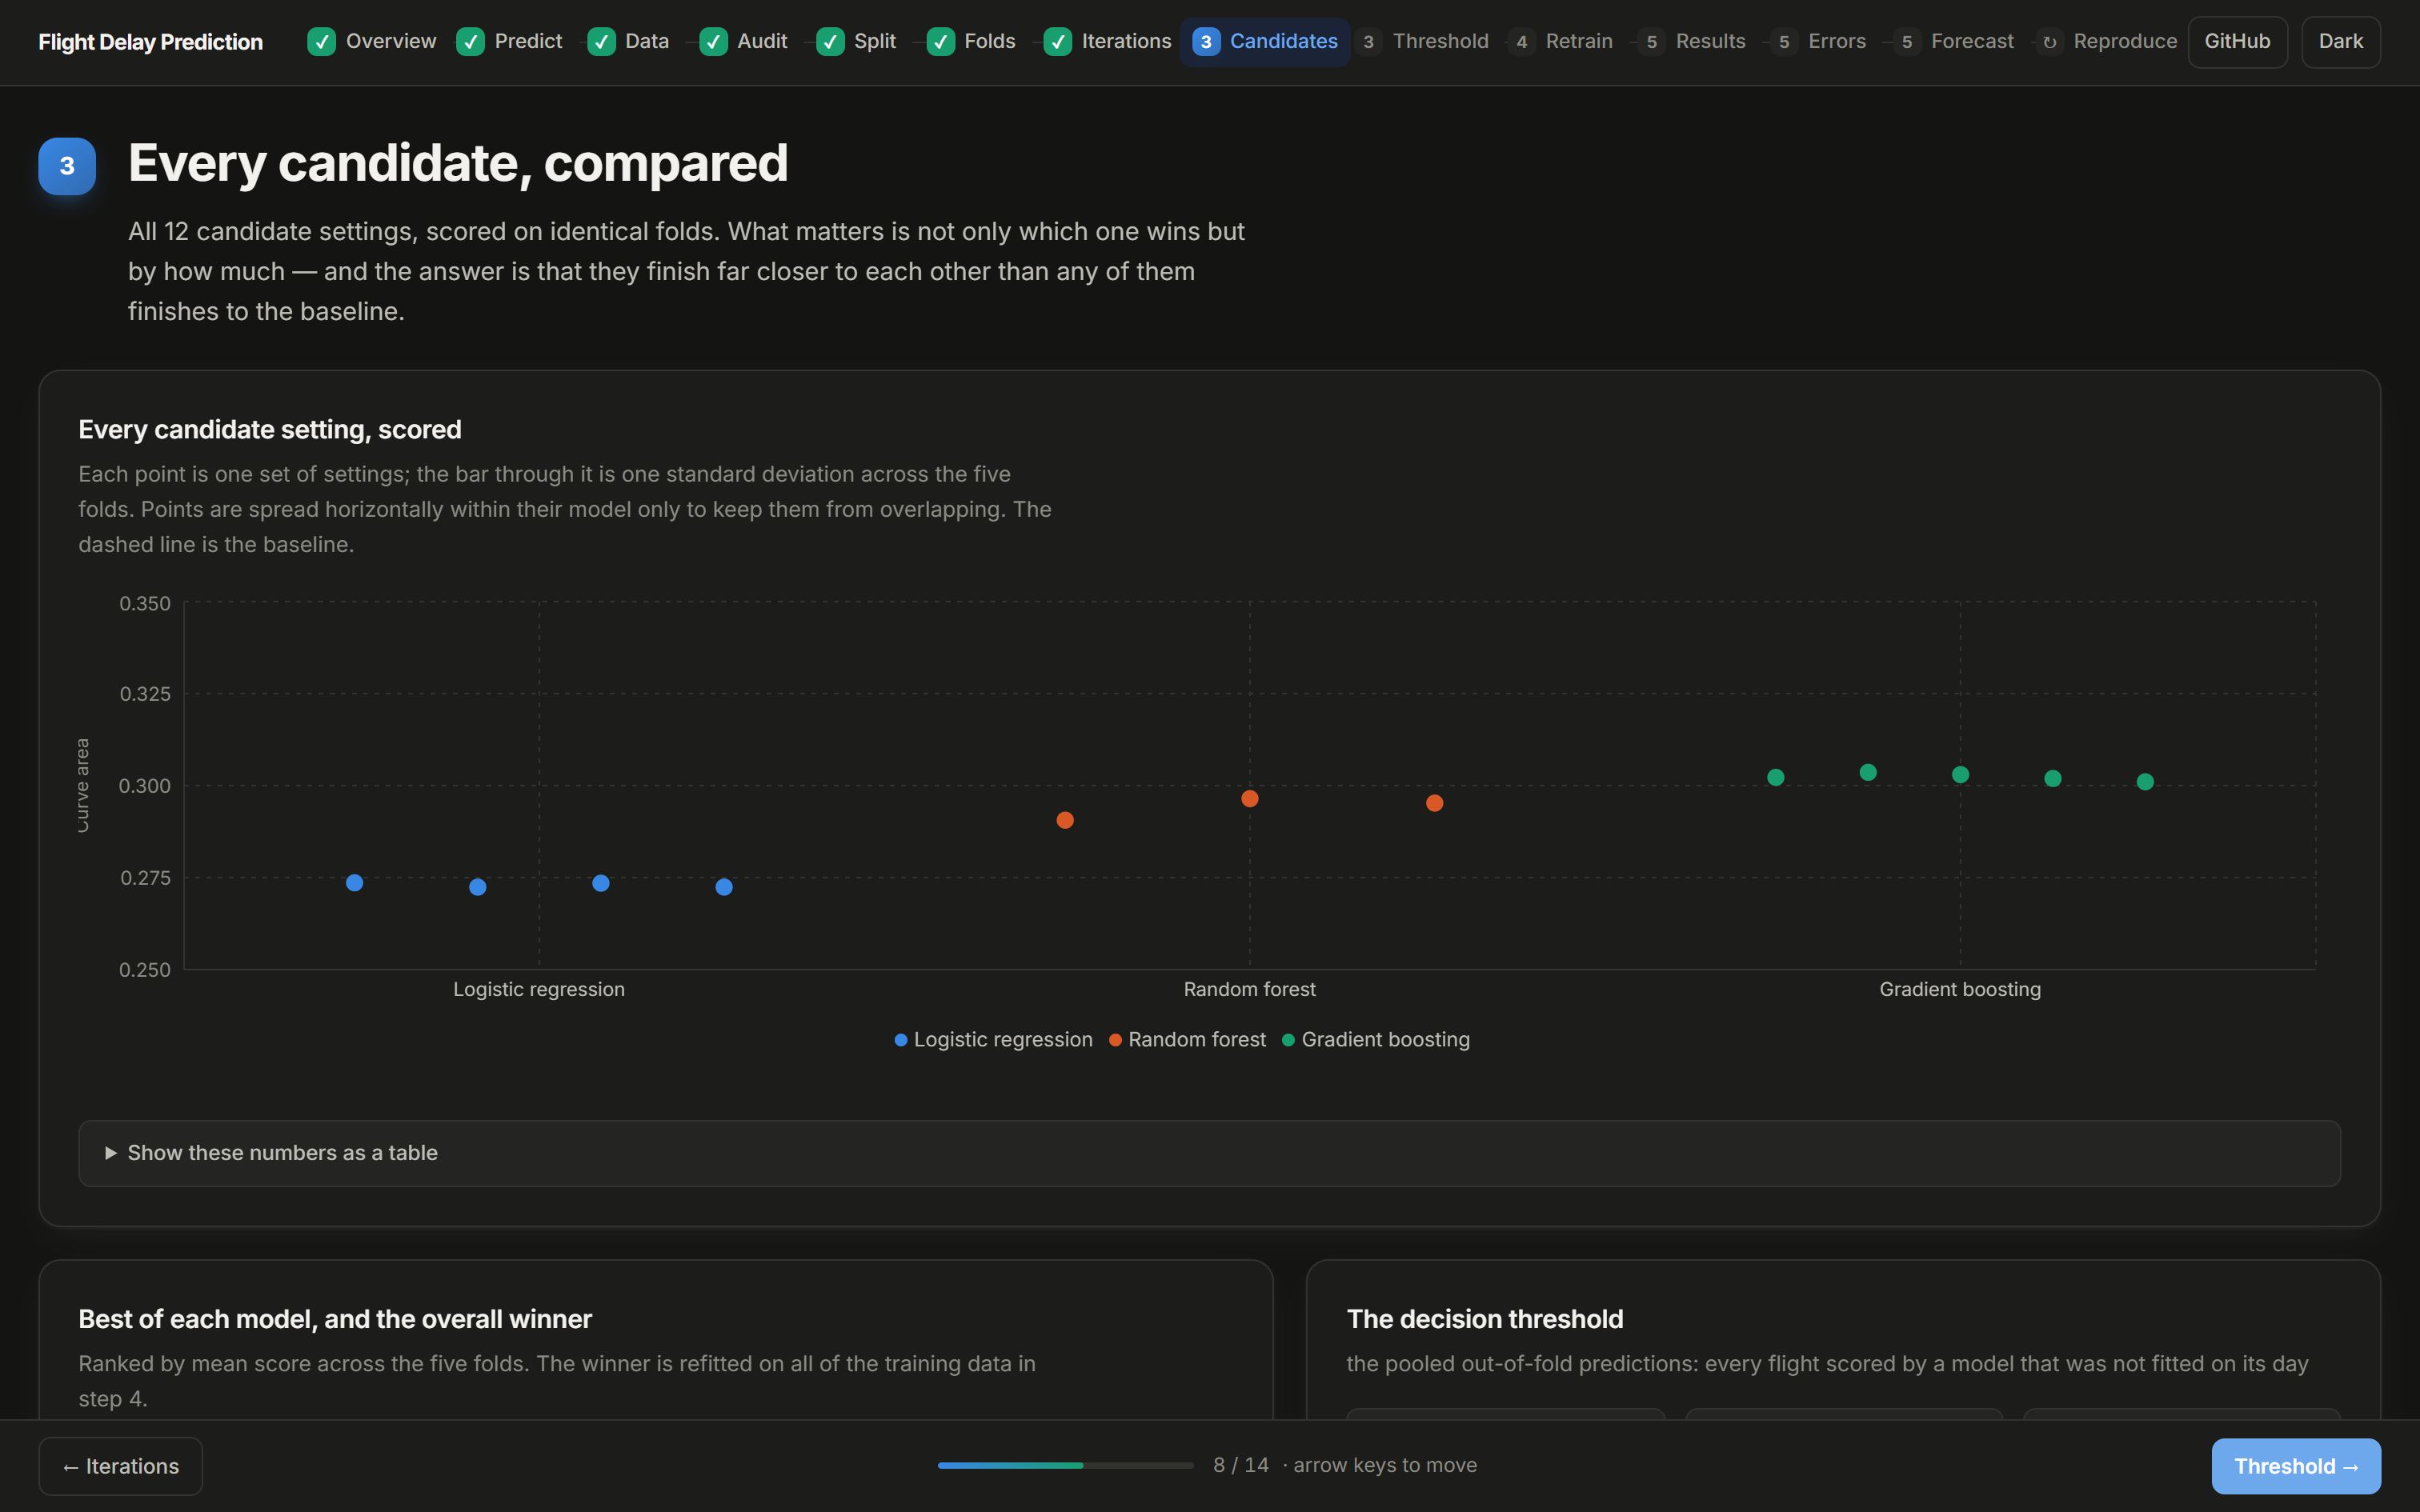 Flight Delay Prediction ✓ Overview ✓ Predict ✓ Data ✓ Audit ✓ Split ✓ Folds ✓ Iterations 3 Candidates 3 Threshold 4 Retrain 5 Results 5 Errors 5 Forecast ↻ Reproduce GitHub Dark
3 Every candidate, compared
All 12 candidate settings, scored on identical folds. What matters is not only which one wins but
by how much — and the answer is that they finish far closer to each other than any of them
finishes to the baseline.
Every candidate setting, scored
Each point is one set of settings; the bar through it is one standard deviation across the five
folds. Points are spread horizontally within their model only to keep them from overlapping. The
dashed line is the baseline.
0.350
0.325
0.300
0.275
0.250
Curve area
Logistic regression Random forest Gradient boosting
Logistic regression Random forest Gradient boosting
▶ Show these numbers as a table
Best of each model, and the overall winner
Ranked by mean score across the five folds. The winner is refitted on all of the training data in
step 4.
The decision threshold
the pooled out-of-fold predictions: every flight scored by a model that was not fitted on its day
← Iterations
8 / 14 · arrow keys to move
Threshold →